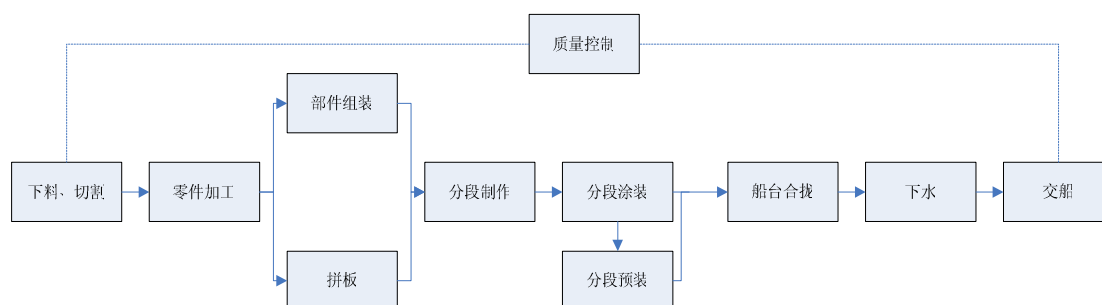 质量控制
部件组装
下料、切割
零件加工
分段制作
分段涂装
船台合拢
下水
交船
拼板
分段预装